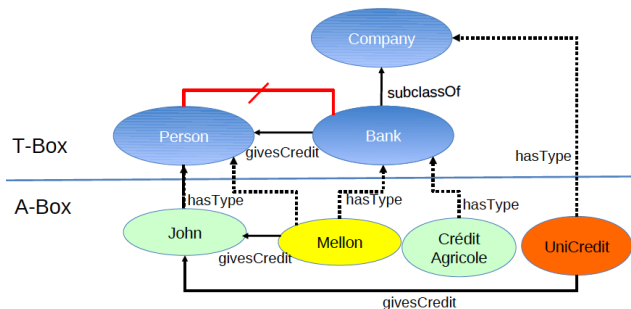 Company
subclassOf
Person
Bank
givesCredit
T-Box
hasType
A-Box
hasType
hasType
hasType
John
Mellon
Crédit
Agricole
UniCredit
givesCredit
givesCredit